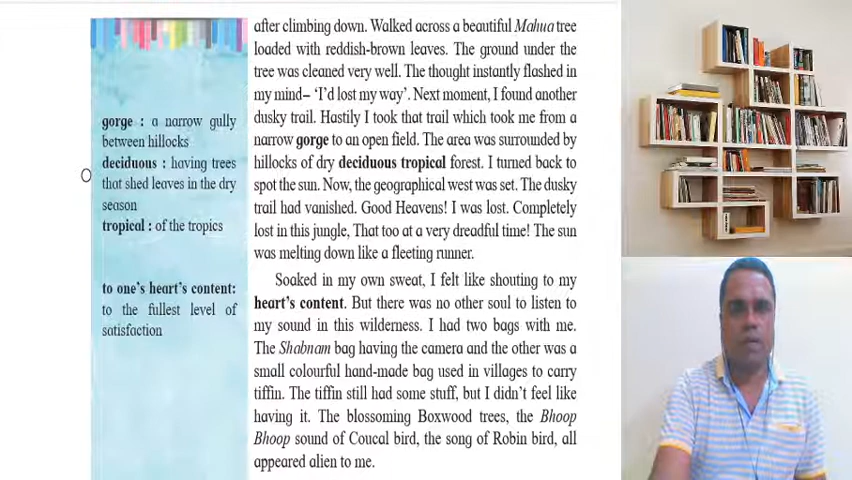 gorge : a narrow gully
between hillocks
deciduous : having trees
that shed leaves in the dry
season
tropical : of the tropics
to one's heart's content:
to the fullest level of
satisfaction
after climbing down. Walked across a beautiful Mahua tree
loaded with reddish-brown leaves. The ground under the
tree was cleaned very well. The thought instantly flashed in
my mind– 'I'd lost my way'. Next moment, I found another
dusky trail. Hastily I took that trail which took me from a
narrow gorge to an open field. The area was surrounded by
hillocks of dry deciduous tropical forest. I turned back to
spot the sun. Now, the geographical west was set. The dusky
trail had vanished. Good Heavens! I was lost. Completely
lost in this jungle, That too at a very dreadful time! The sun
was melting down like a fleeting runner.
Soaked in my own sweat, I felt like shouting to my
heart's content. But there was no other soul to listen to
my sound in this wilderness. I had two bags with me.
The Shabnam bag having the camera and the other was a
small colourful hand-made bag used in villages to carry
tiffin. The tiffin still had some stuff, but I didn't feel like
having it. The blossoming Boxwood trees, the Bhoop
Bhoop sound of Coucal bird, the song of Robin bird, all
appeared alien to me.